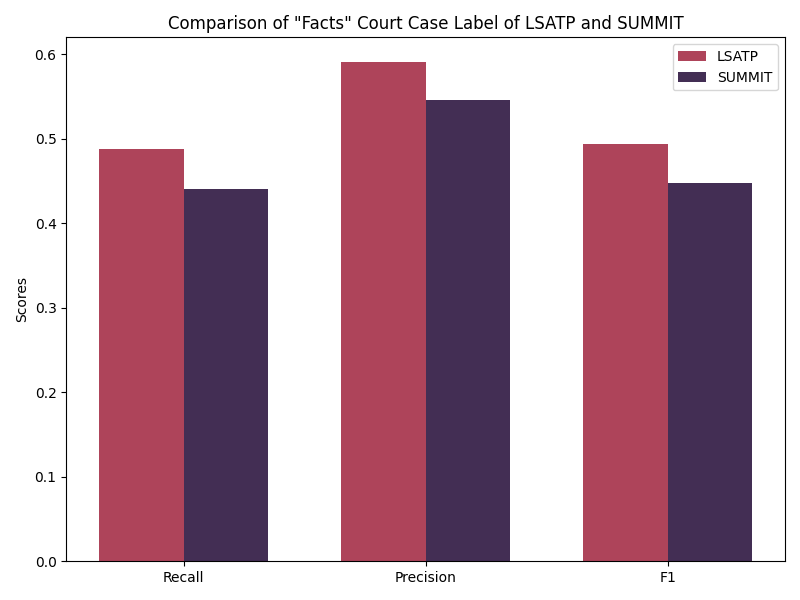 Comparison of "Facts" Court Case Label of LSATP and SUMMIT
LSATP
SUMMIT
Scores
0.6
0.5
0.4
0.3
0.2
0.1
0.0
Recall
Precision
F1